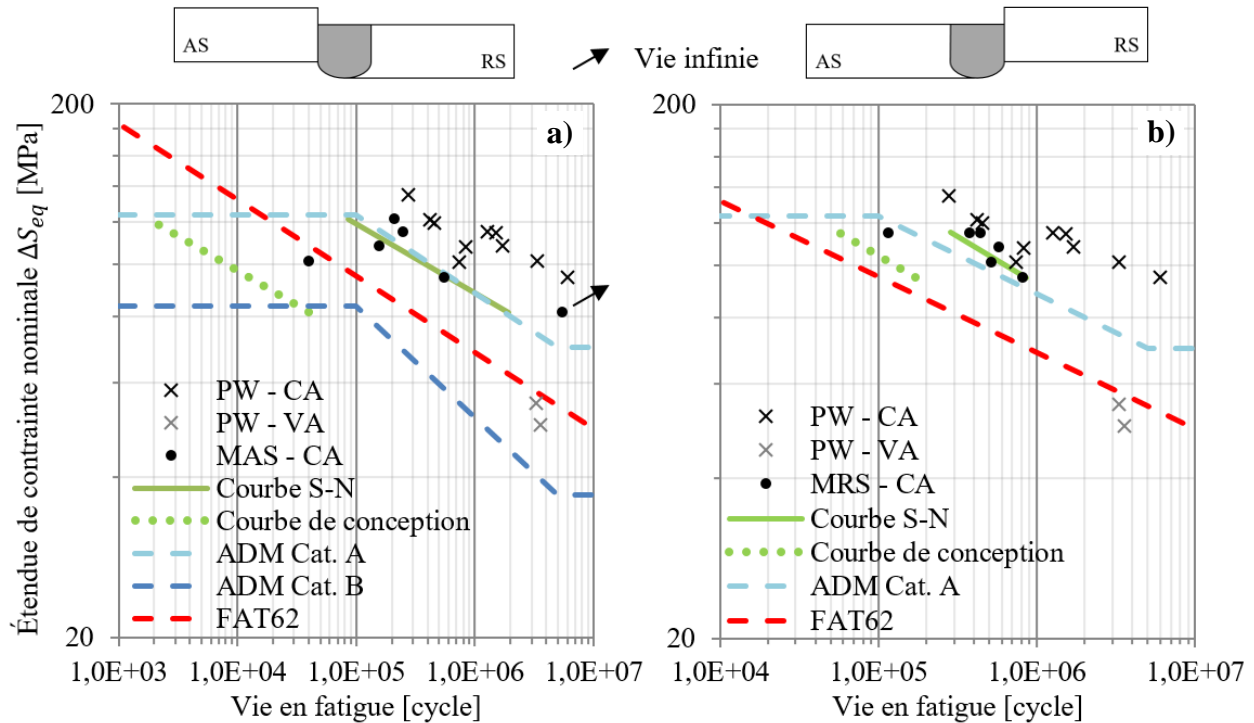 AS
RS
Vie infinie
AS
RS
Étendue de contrainte nominale ΔS_eq [MPa]
200
20
a)
PW - CA
PW - VA
MAS - CA
Courbe S-N
Courbe de conception
ADM Cat. A
ADM Cat. B
FAT62
1,0E+03 1,0E+04 1,0E+05 1,0E+06 1,0E+07
Vie en fatigue [cycle]
200
20
b)
PW - CA
PW - VA
MRS - CA
Courbe S-N
Courbe de conception
ADM Cat. A
FAT62
1,0E+04 1,0E+05 1,0E+06 1,0E+07
Vie en fatigue [cycle]